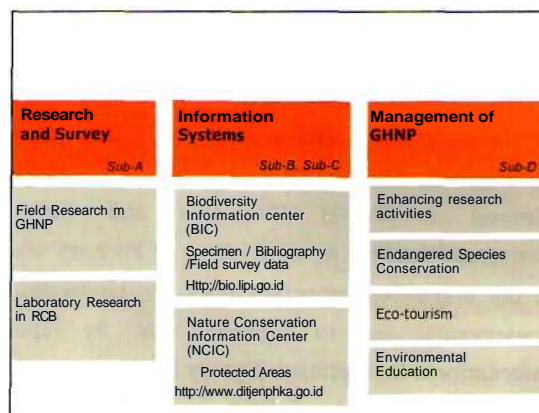 Research
and Survey
Sub-A
Field Research m
GHNP
Laboratory Research
in RCB
Information
Systems
Sub-B, Sub-C
Biodiversity
Information center
(BIC)
Specimen / Bibliography
/Field survey data
Http://bio.lipi.go.id
Nature Conservation
Information Center
(NCIC)
Protected Areas
http://www.ditjenphka.go.id
Management of
GHNP
Sub-D
Enhancing research
activities
Endangered Species
Conservation
Eco-tourism
Environmental
Education